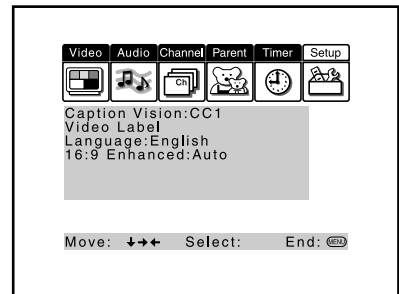 Video Audio Channel Parent Timer Setup
Ch
Caption Vision:CC1
Video Label
Language:English
16:9 Enhanced:Auto
Move: ↓→← Select: End: MENU